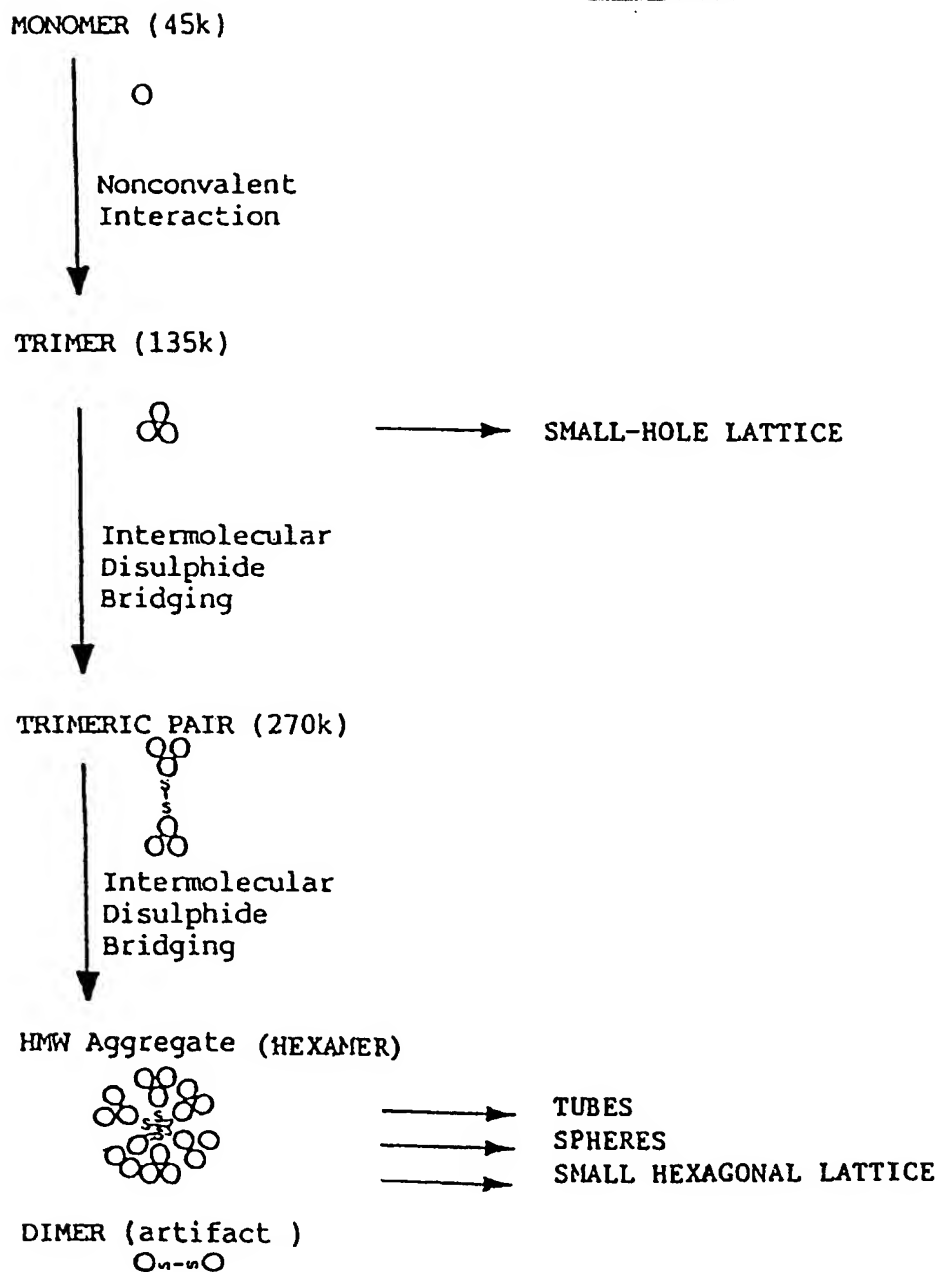 MONOMER (45k)
Nonconvalent
Interaction
TRIMER (135k)
SMALL-HOLE LATTICE
Intermolecular
Disulphide
Bridging
TRIMERIC PAIR (270k)
S
S
Intermolecular
Disulphide
Bridging
HMW Aggregate (HEXAMER)
TUBES
SPHERES
SMALL HEXAGONAL LATTICE
DIMER (artifact )
S-S